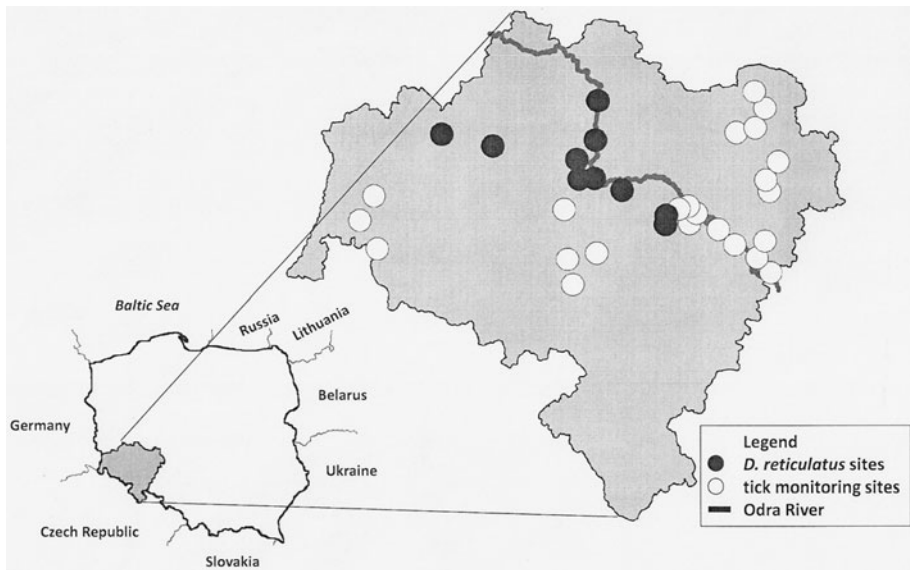 Baltic Sea
Russia
Lithuania
Belarus
Germany
Ukraine
Czech Republic
Slovakia
Legend
D. reticulatus sites
tick monitoring sites
Odra River